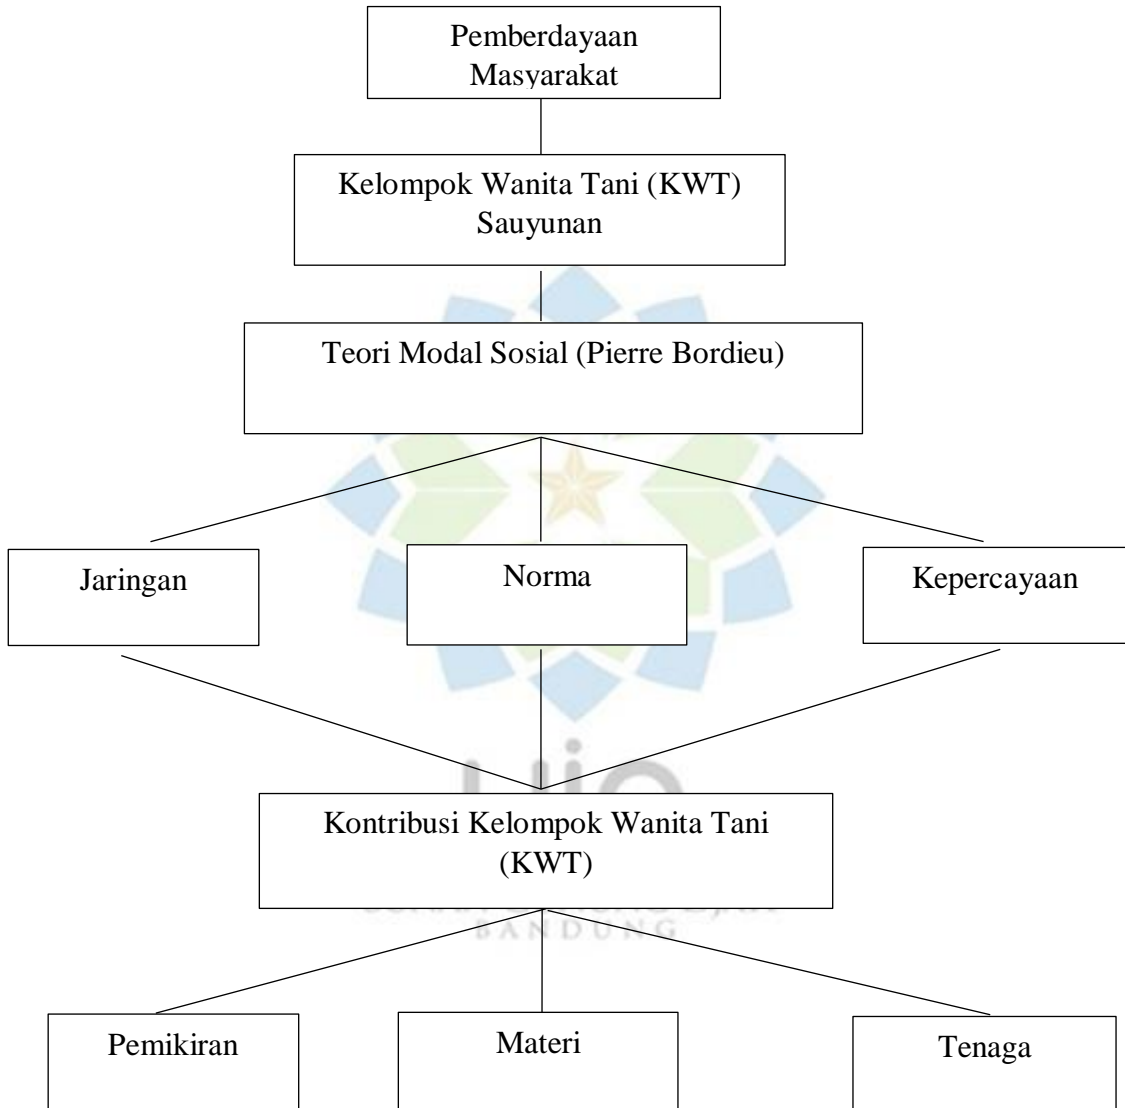 Pemberdayaan
Masyarakat
Kelompok Wanita Tani (KWT)
Sauyunan
Teori Modal Sosial (Pierre Bordieu)
Jaringan
Norma
Kepercayaan
Kontribusi Kelompok Wanita Tani
(KWT)
BANDUNG
Pemikiran
Materi
Tenaga